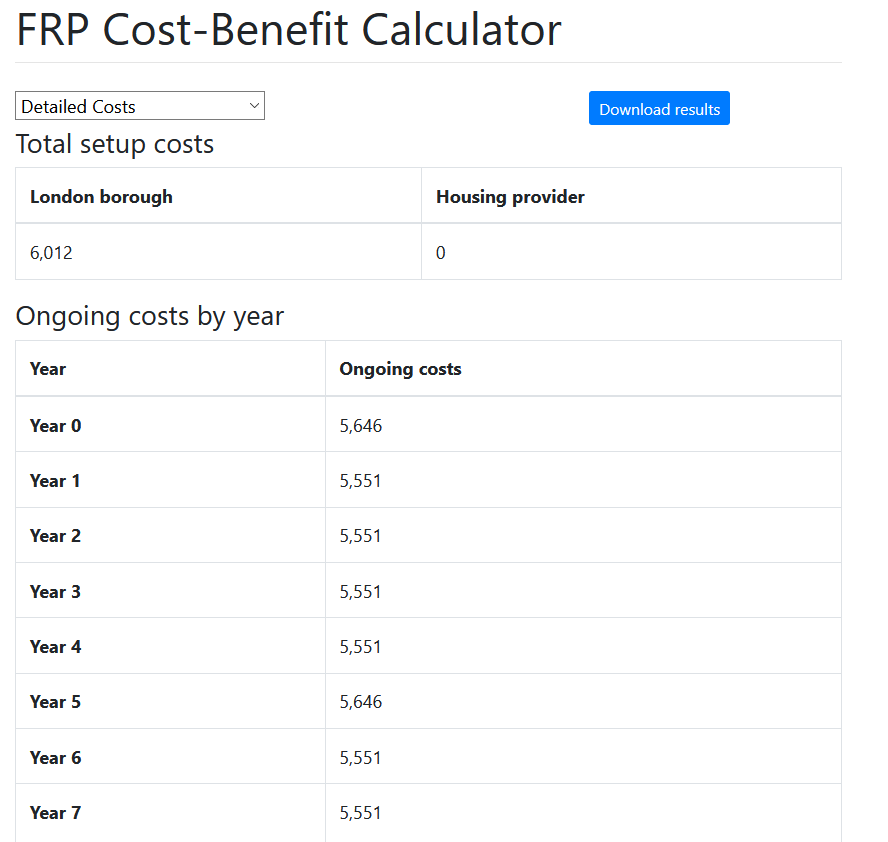 FRP Cost-Benefit Calculator
Detailed Costs
Download results
Total setup costs
London borough Housing provider
6,012 0
Ongoing costs by year
Year Ongoing costs
Year 0 5,646
Year 1 5,551
Year 2 5,551
Year 3 5,551
Year 4 5,551
Year 5 5,646
Year 6 5,551
Year 7 5,551